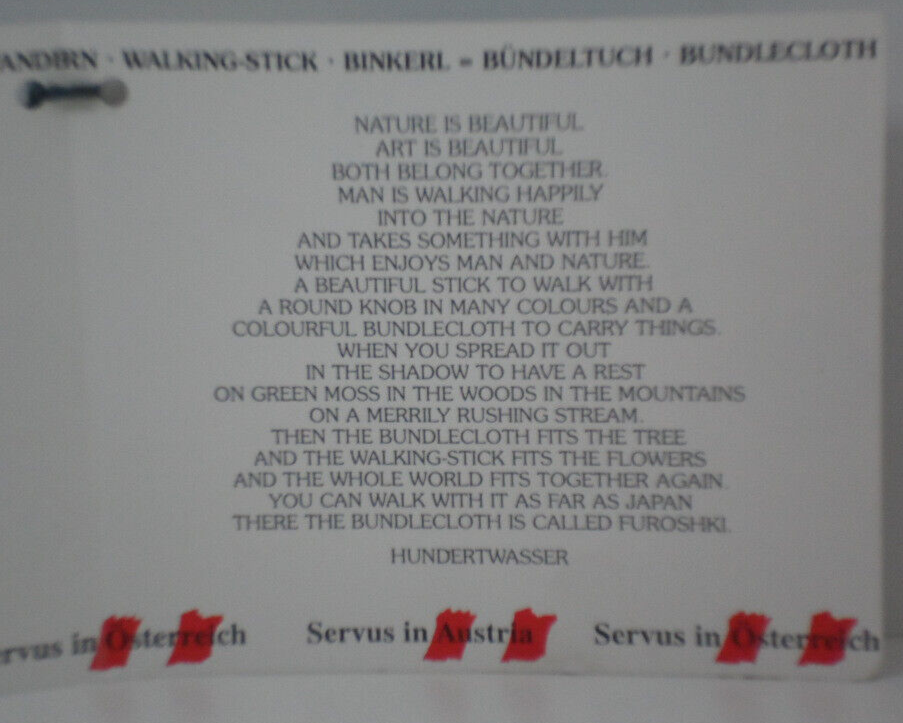 WALKING-STICK · BINKERL = BÜNDELTUCH · BUNDLECLOTH
NATURE IS BEAUTIFUL
ART IS BEAUTIFUL
BOTH BELONG TOGETHER.
MAN IS WALKING HAPPILY
INTO THE NATURE
AND TAKES SOMETHING WITH HIM
WHICH ENJOYS MAN AND NATURE.
A BEAUTIFUL STICK TO WALK WITH
A ROUND KNOB IN MANY COLOURS AND A
COLOURFUL BUNDLECLOTH TO CARRY THINGS.
WHEN YOU SPREAD IT OUT
IN THE SHADOW TO HAVE A REST
ON GREEN MOSS IN THE WOODS IN THE MOUNTAINS
ON A MERRILY RUSHING STREAM.
THEN THE BUNDLECLOTH FITS THE TREE
AND THE WALKING-STICK FITS THE FLOWERS
AND THE WHOLE WORLD FITS TOGETHER AGAIN.
YOU CAN WALK WITH IT AS FAR AS JAPAN
THERE THE BUNDLECLOTH IS CALLED FUROSHKI.
HUNDERTWASSER
rvus in Österreich Servus in Austria Servus in Österreich